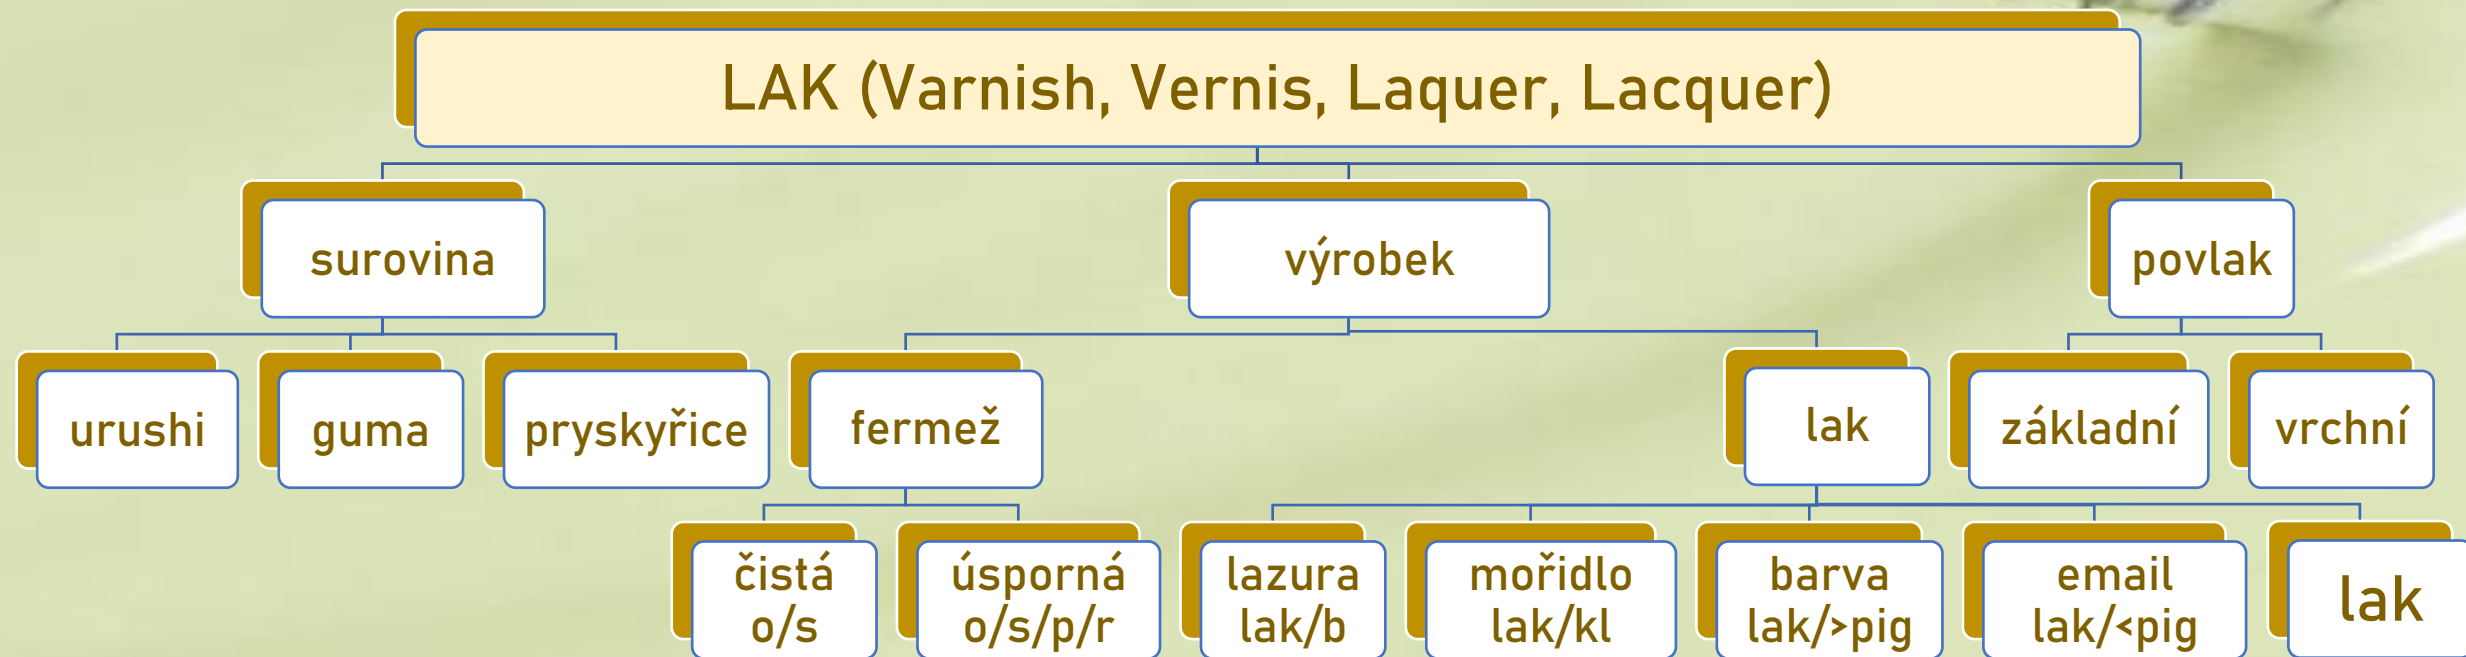 LAK (Varnish, Vernis, Laquer, Lacquer)
surovina
výrobek
povlak
urushi
guma
pryskyřice
fermež
lak
základní
vrchní
čistá
o/s
úsporná
o/s/p/r
lazura
lak/b
mořidlo
lak/kl
barva
lak/>pig
email
lak/<pig
lak